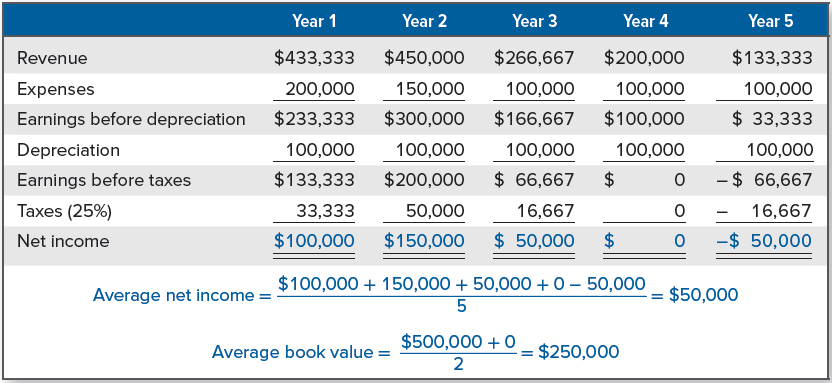 Year 1 Year 2 Year 3 Year 4 Year 5
Revenue $433,333 $450,000 $266,667 $200,000 $133,333
Expenses 200,000 150,000 100,000 100,000 100,000
Earnings before depreciation $233,333 $300,000 $166,667 $100,000 $ 33,333
Depreciation 100,000 100,000 100,000 100,000 100,000
Earnings before taxes $133,333 $200,000 $ 66,667 $ 0 –$ 66,667
Taxes (25%) 33,333 50,000 16,667 0 – 16,667
Net income $100,000 $150,000 $ 50,000 $ 0 –$ 50,000
$100,000 + 150,000 + 50,000 + 0 – 50,000
Average net income = = $50,000
5
$500,000 + 0
Average book value = = $250,000
2